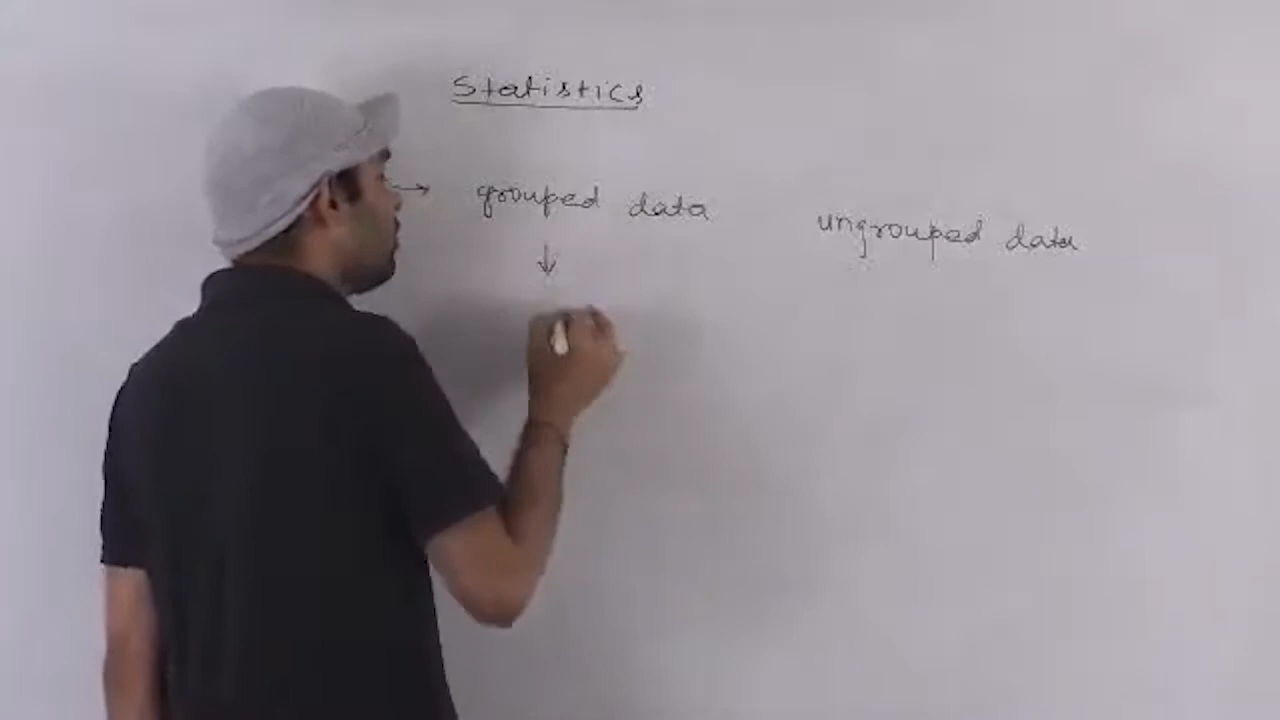 Statistics
→ grouped data
ungrouped data
↓